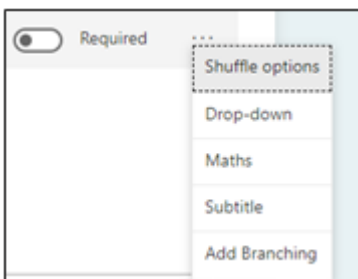 Required ...
Shuffle options
Drop-down
Maths
Subtitle
Add Branching